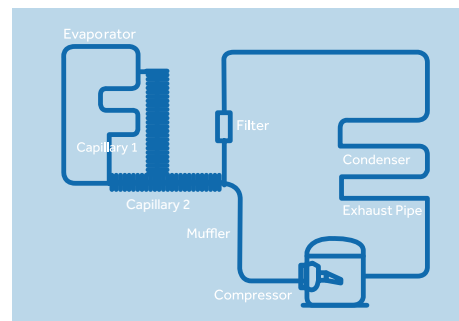 Evaporator
Filter
Capillary 1
Condenser
Capillary 2
Exhaust Pipe
Muffler
Compressor